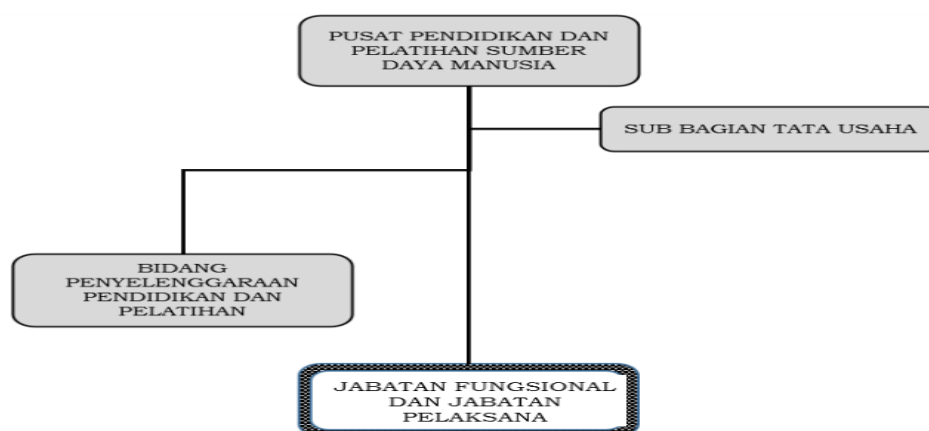 PUSAT PENDIDIKAN DAN
PELATIHAN SUMBER
DAYA MANUSIA
SUB BAGIAN TATA USAHA
BIDANG
PENYELENGGARAAN
PENDIDIKAN DAN
PELATIHAN
JABATAN FUNGSIONAL
DAN JABATAN
PELAKSANA